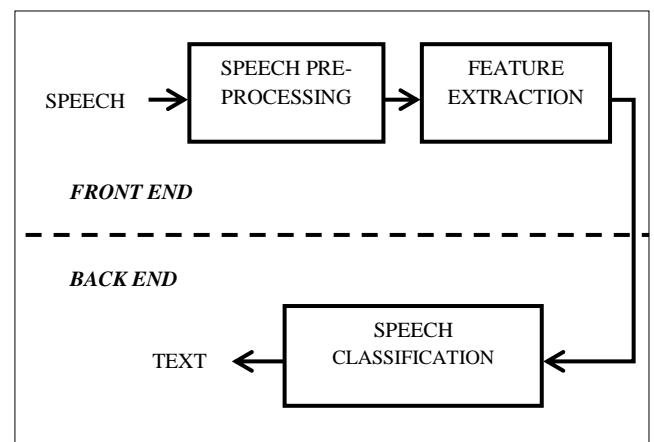 SPEECH
SPEECH PRE-
PROCESSING
FEATURE
EXTRACTION
FRONT END
BACK END
SPEECH
CLASSIFICATION
TEXT